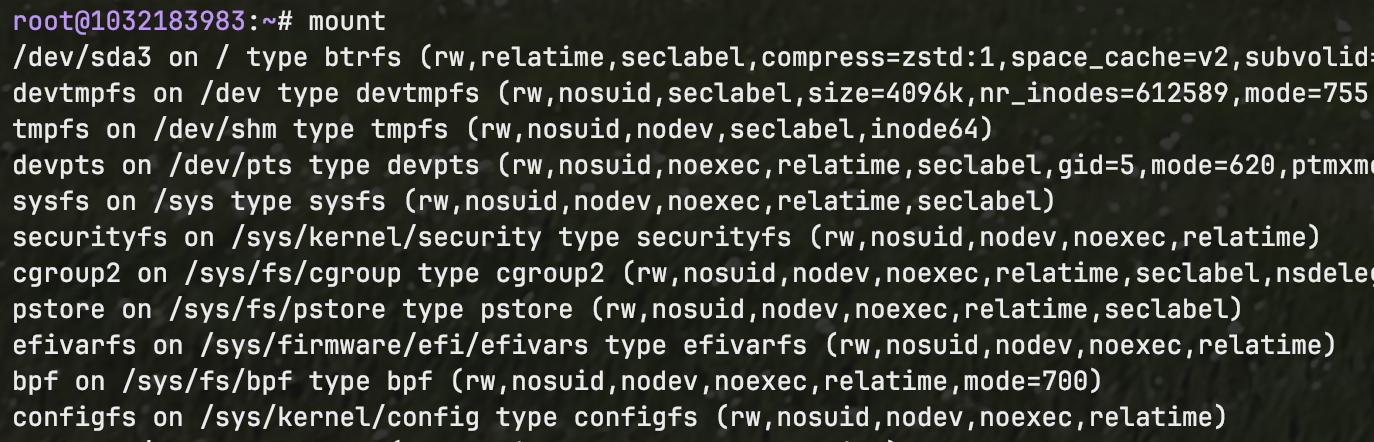 root@1032183983:~# mount
/dev/sda3 on / type btrfs (rw,relatime,seclabel,compress=zstd:1,space_cache=v2,subvolid=
devtmpfs on /dev type devtmpfs (rw,nosuid,seclabel,size=4096k,nr_inodes=612589,mode=755
tmpfs on /dev/shm type tmpfs (rw,nosuid,nodev,seclabel,inode64)
devpts on /dev/pts type devpts (rw,nosuid,noexec,relatime,seclabel,gid=5,mode=620,ptmxmo
sysfs on /sys type sysfs (rw,nosuid,nodev,noexec,relatime,seclabel)
securityfs on /sys/kernel/security type securityfs (rw,nosuid,nodev,noexec,relatime)
cgroup2 on /sys/fs/cgroup type cgroup2 (rw,nosuid,nodev,noexec,relatime,seclabel,nsdeleg
pstore on /sys/fs/pstore type pstore (rw,nosuid,nodev,noexec,relatime,seclabel)
efivarfs on /sys/firmware/efi/efivars type efivarfs (rw,nosuid,nodev,noexec,relatime)
bpf on /sys/fs/bpf type bpf (rw,nosuid,nodev,noexec,relatime,mode=700)
configfs on /sys/kernel/config type configfs (rw,nosuid,nodev,noexec,relatime)